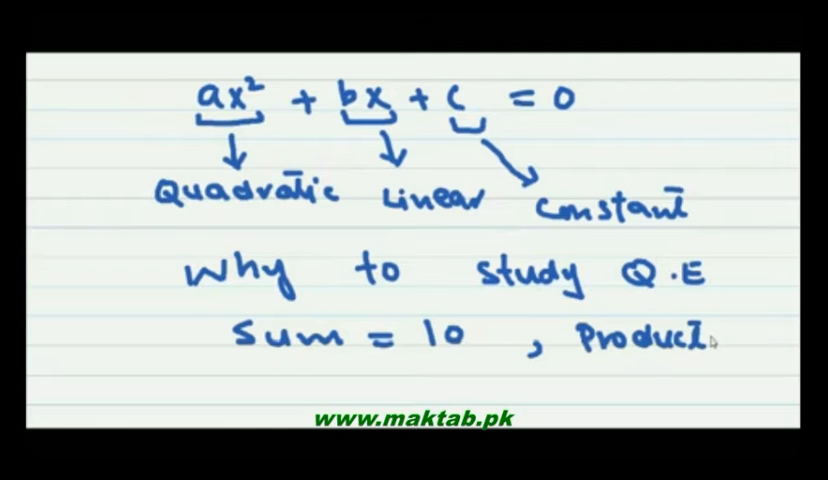 ax² + bx + c = 0
Quadratic Linear Constant
Why to study Q.E
Sum = 10 , Product
www.maktab.pk